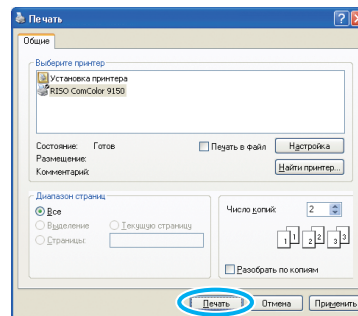 Печать
Общие
Выберите принтер
Установка принтера
RISO ComColor 9150
Состояние: Готов
Размещение:
Комментарий:
Печать в файл
Настройка
Найти принтер...
Диапазон страниц
Все
Выделение
Текущую страницу
Страницы:
Число копий: 2
1 1 2 2 3 3
Разобрать по копиям
Печать
Отмена
Применить